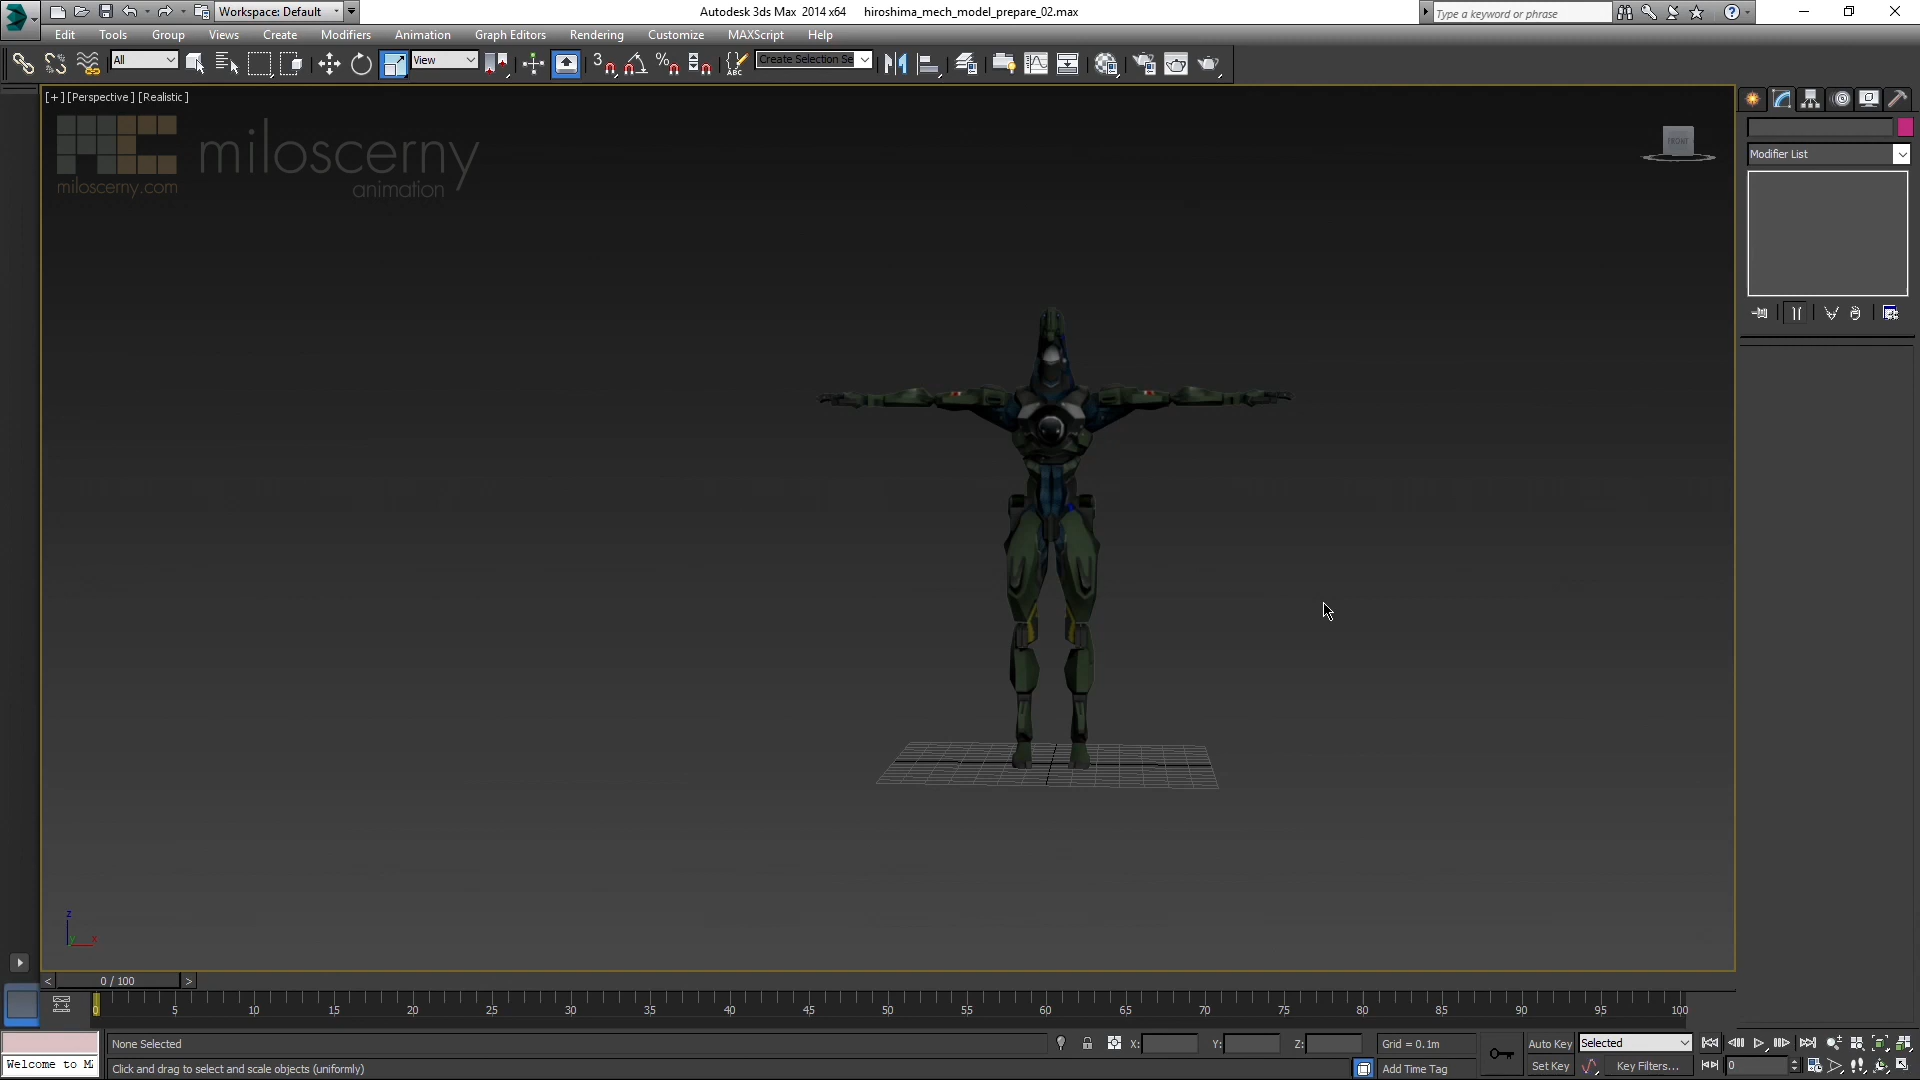 Workspace: Default
Autodesk 3ds Max 2014 x64 hiroshima_mech_model_prepare_02.max
Type a keyword or phrase
Edit Tools Group Views Create Modifiers Animation Graph Editors Rendering Customize MAXScript Help
All
View
3
%
ABC
Create Selection Se
[+] [Perspective] [Realistic]
miloscerny
animation
miloscerny.com
FRONT
Modifier List
z
y x
< 0 / 100 >
0 5 10 15 20 25 30 35 40 45 50 55 60 65 70 75 80 85 90 95 100
None Selected
X: Y: Z:
Grid = 0.1m
Auto Key
Selected
Welcome to M
Click and drag to select and scale objects (uniformly)
Add Time Tag
Set Key
Key Filters...
0